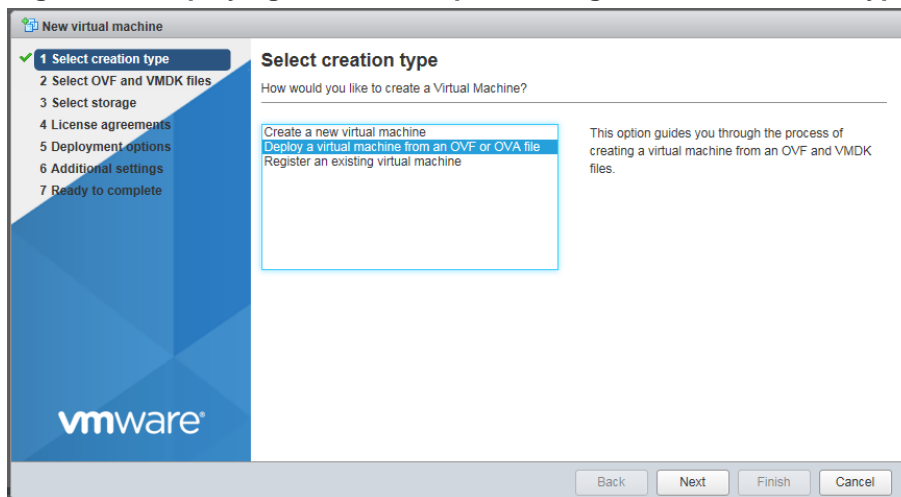 New virtual machine
1 Select creation type
2 Select OVF and VMDK files
3 Select storage
4 License agreements
5 Deployment options
6 Additional settings
7 Ready to complete
vmware®
Select creation type
How would you like to create a Virtual Machine?
Create a new virtual machine
Deploy a virtual machine from an OVF or OVA file
Register an existing virtual machine
This option guides you through the process of
creating a virtual machine from an OVF and VMDK
files.
Back Next Finish Cancel